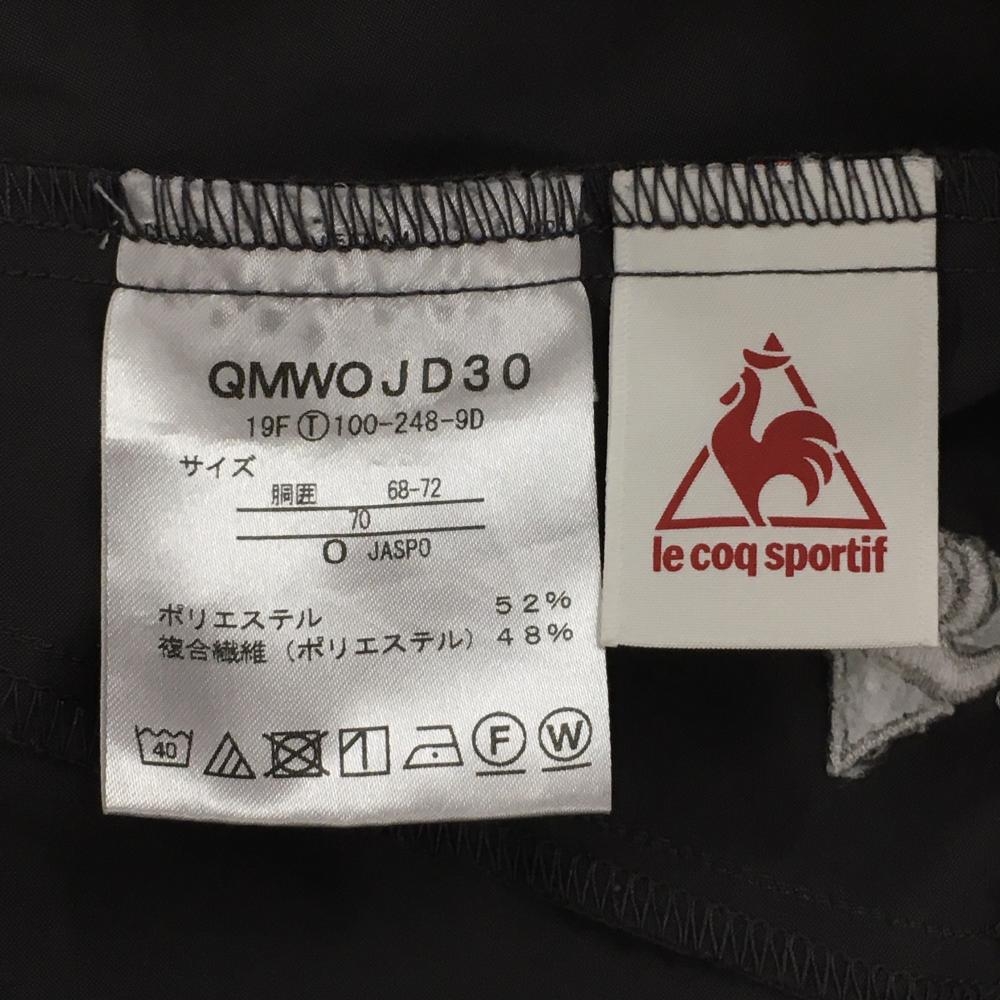 QMWOJD30
19F Ⓣ100-248-9D
サイズ
胴囲 68-72
70
O JASPO
ポリエステル 52%
複合繊維（ポリエステル） 48%
40
F
W
le coq sportif